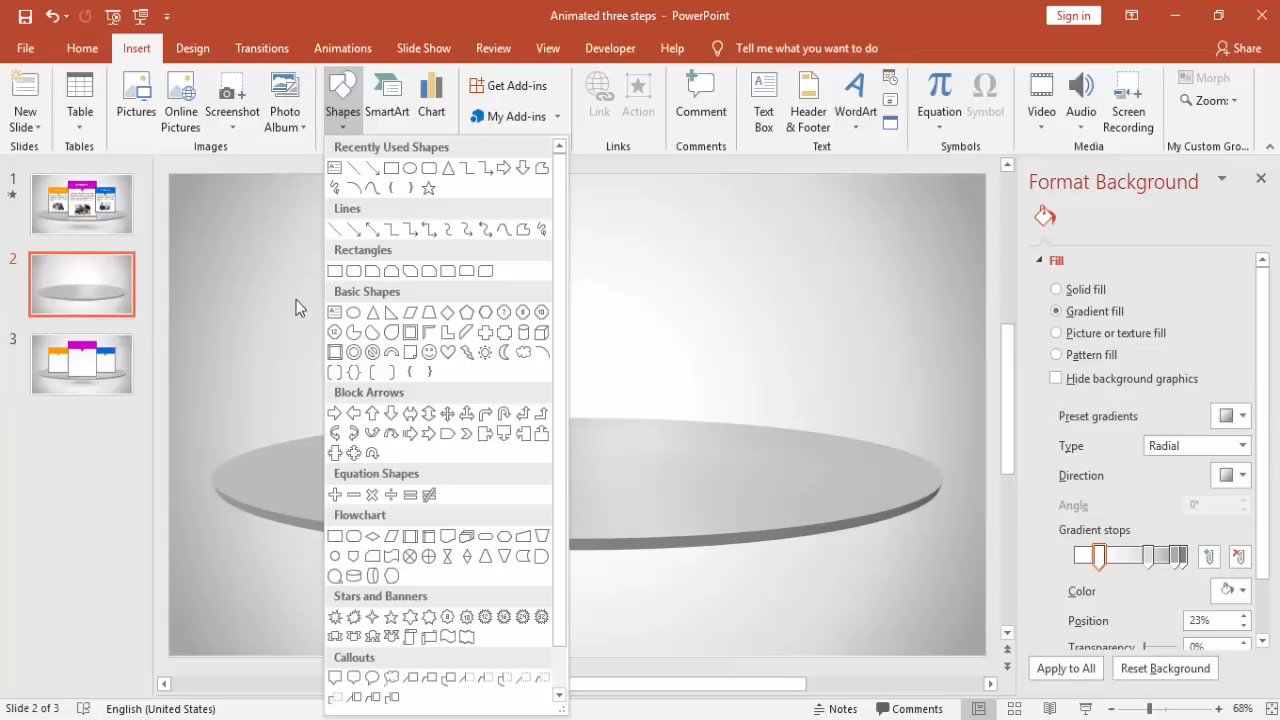 Animated three steps - PowerPoint
Sign in
File Home Insert Design Transitions Animations Slide Show Review View Developer Help Tell me what you want to do Share
New Slide
Table
Pictures
Online Pictures
Screenshot
Photo Album
Shapes
SmartArt
Chart
Get Add-ins
My Add-ins
Link
Action
Comment
Text Box
Header & Footer
WordArt
Equation
Symbol
Video
Audio
Screen Recording
Morph
Zoom:
Slides
Tables
Images
Links
Comments
Text
Symbols
Media
My Custom Gro...
Recently Used Shapes
Lines
Rectangles
Basic Shapes
Block Arrows
Equation Shapes
Flowchart
Stars and Banners
Callouts
1
2
3
Format Background
Fill
Solid fill
Gradient fill
Picture or texture fill
Pattern fill
Hide background graphics
Preset gradients
Type Radial
Direction
Angle 0°
Gradient stops
Color
Position 23%
Transparency 0%
Apply to All Reset Background
Slide 2 of 3 English (United States) Notes Comments 68%